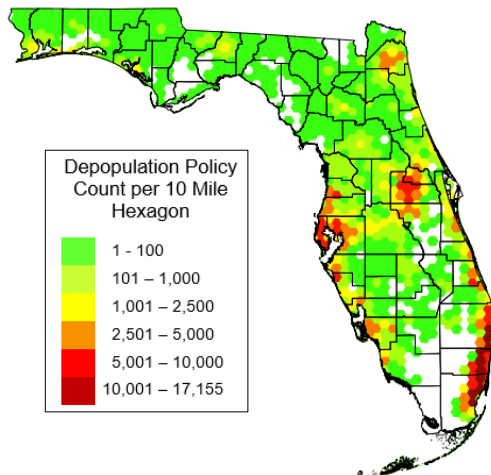 Depopulation Policy
Count per 10 Mile
Hexagon
1 - 100
101 – 1,000
1,001 – 2,500
2,501 – 5,000
5,001 – 10,000
10,001 – 17,155